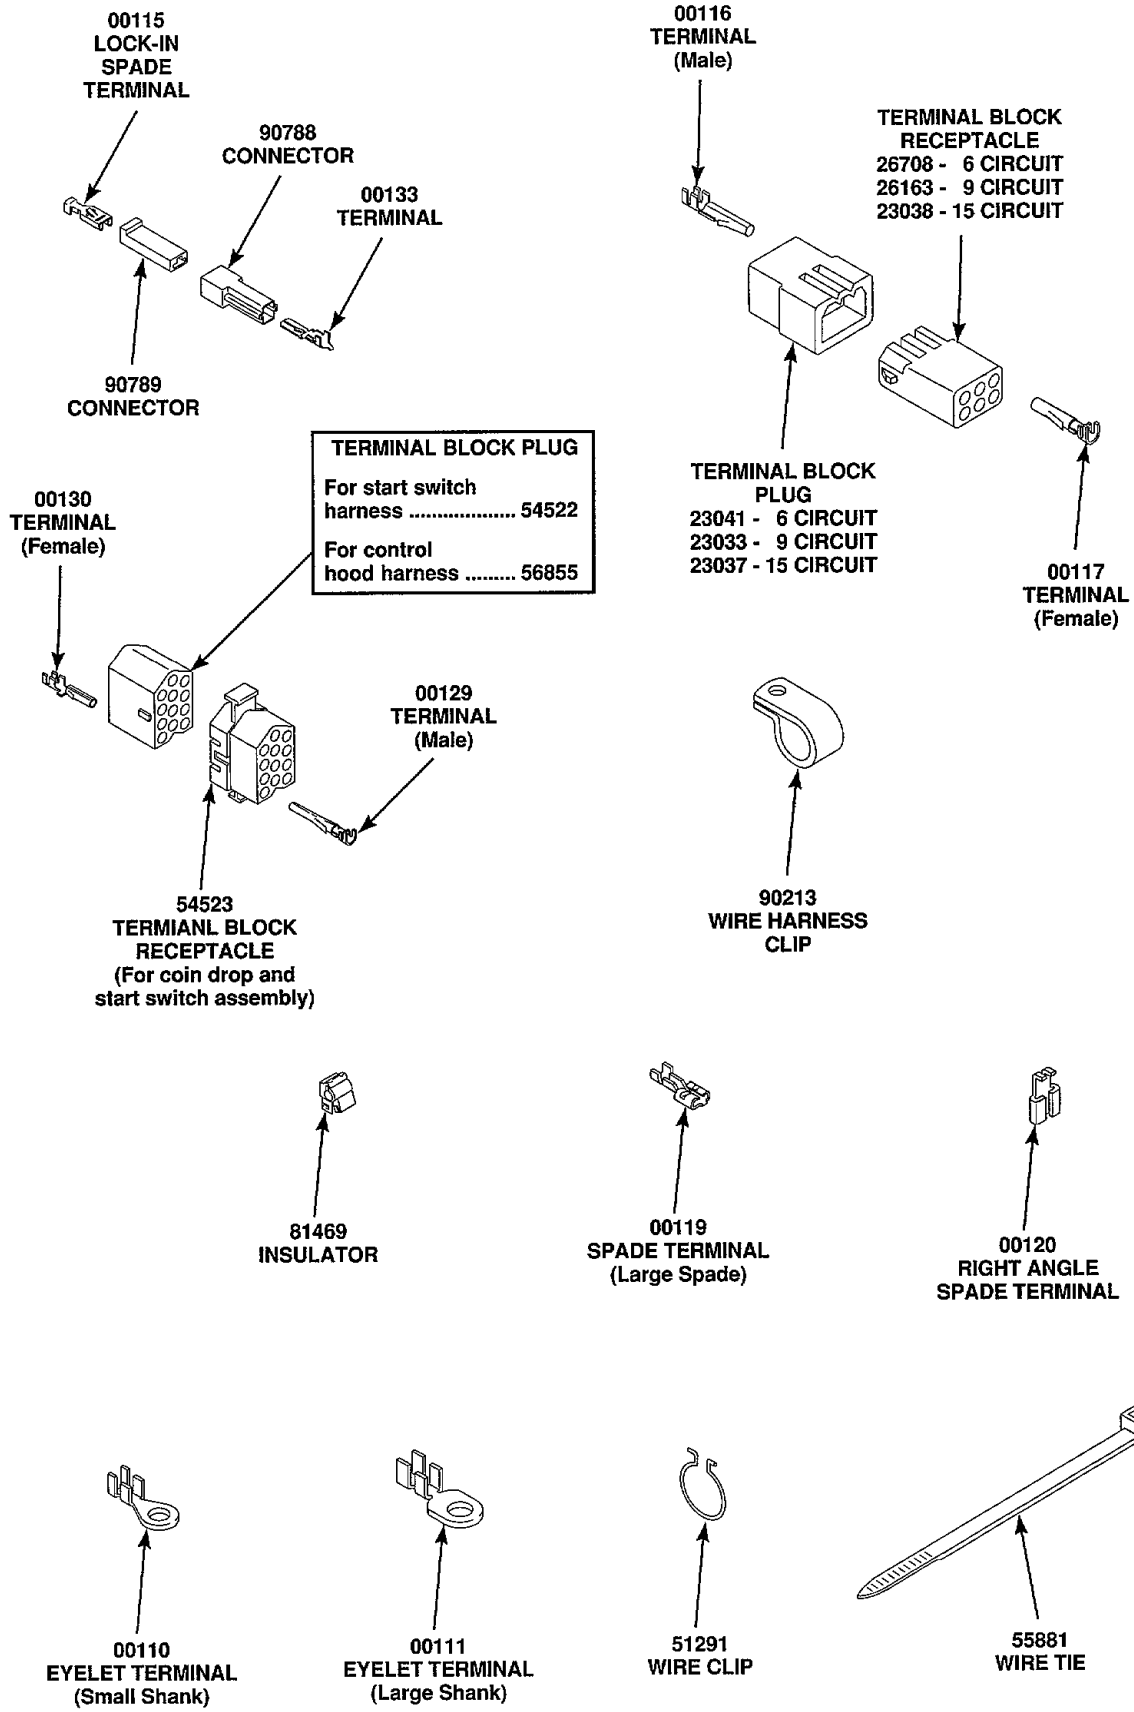 00115
LOCK-IN
SPADE
TERMINAL
90788
CONNECTOR
00133
TERMINAL
90789
CONNECTOR
00116
TERMINAL
(Male)
TERMINAL BLOCK
RECEPTACLE
26708 - 6 CIRCUIT
26163 - 9 CIRCUIT
23038 - 15 CIRCUIT
TERMINAL BLOCK
PLUG
23041 - 6 CIRCUIT
23033 - 9 CIRCUIT
23037 - 15 CIRCUIT
00117
TERMINAL
(Female)
TERMINAL BLOCK PLUG
For start switch
harness ................... 54522
For control
hood harness ......... 56855
00130
TERMINAL
(Female)
00129
TERMINAL
(Male)
54523
TERMIANL BLOCK
RECEPTACLE
(For coin drop and
start switch assembly)
90213
WIRE HARNESS
CLIP
81469
INSULATOR
00119
SPADE TERMINAL
(Large Spade)
00120
RIGHT ANGLE
SPADE TERMINAL
00110
EYELET TERMINAL
(Small Shank)
00111
EYELET TERMINAL
(Large Shank)
51291
WIRE CLIP
55881
WIRE TIE